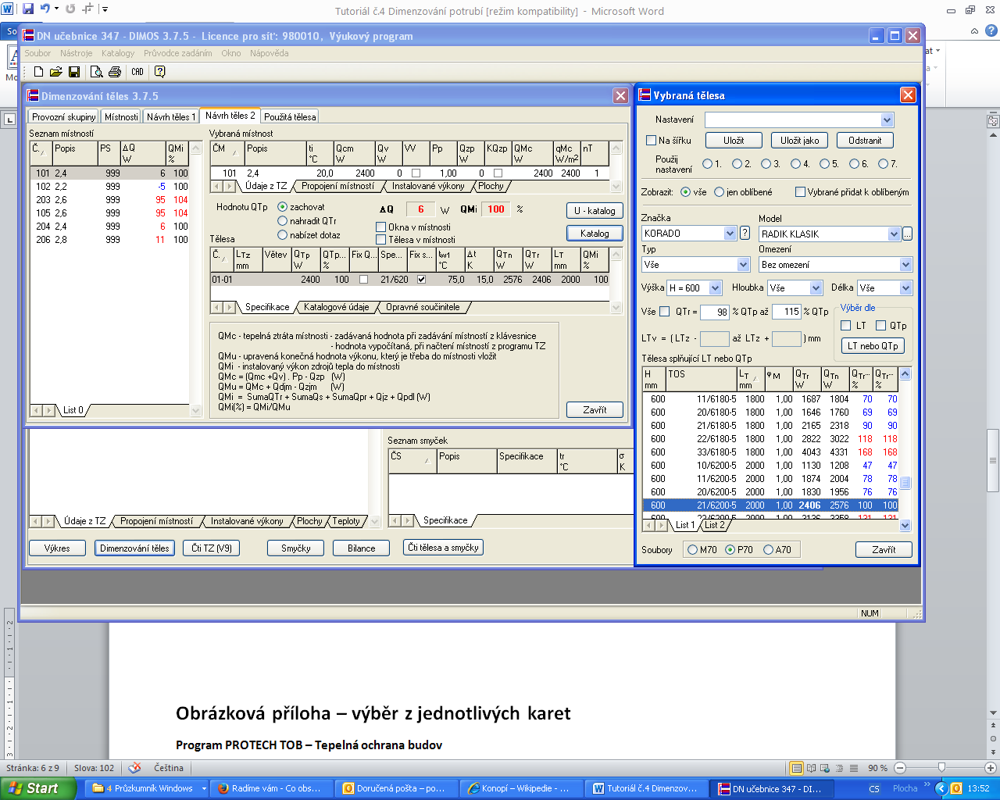 Tutoriál č.4 Dimenzování potrubí [režim kompatibility] - Microsoft Word
DN učebnice 347 - DIMOS 3.7.5 - Licence pro síť: 980010, Výukový program
Soubor Nástroje Katalogy Průvodce zadáním Okno Nápověda
CAD
Dimenzování těles 3.7.5
Provozní skupiny Místnosti Návrh těles 1 Návrh těles 2 Použitá tělesa
Seznam místností
Č. Popis PS ΔQ W QMi %
101 2,4 999 6 100
102 2,2 999 -5 100
203 2,6 999 95 104
105 2,6 999 95 104
204 2,4 999 6 100
206 2,8 999 11 100
List 0
Vybraná místnost
ČM Popis ti °C Qcm W Qv W VV Pp Qzp W KQzp QMc W qMc W/m2 nT
101 2,4 20,0 2400 0 1,00 0 2400 2400 1
Údaje z TZ Propojení místností Instalované výkony Plochy
Hodnotu QTp zachovat ΔQ 6 W QMi 100 % U - katalog
nahradit QTr Okna v místnosti
nabízet dotaz Tělesa v místnosti Katalog
Tělesa
Č. LTz mm Větev QTp W QTp... % Fix Q... Spe... Fix s... tw1 °C Δt K QTn W QTr W LT mm QMi %
01-01 2400 100 21/620 75,0 15,0 2576 2406 2000 100
Specifikace Katalogové údaje Opravné součinitele
QMc - tepelná ztráta místnosti - zadávaná hodnota při zadávání místností z klávesnice
- hodnota vypočítaná, při načtení místností z programu TZ
QMu - upravená konečná hodnota výkonu, který je třeba do místnosti vložit
QMi - instalovaný výkon zdrojů tepla do místnosti
QMc = (Qmc +Qv) . Pp - Qzp (W)
QMu = QMc + Qdjm - Qzjm (W)
QMi = SumaQTr + SumaQs + SumaQpr + Qjz + Qpdl (W)
QMi(%) = QMi/QMu
Zavřít
Seznam smyček
ČS Popis Specifikace tr °C σ K
Údaje z TZ Propojení místností Instalované výkony Plochy Teploty
Specifikace
Výkres Dimenzování těles Čti TZ (V9) Smyčky Bilance Čti tělesa a smyčky
NUM
Vybraná tělesa
Nastavení
Na šířku Uložit Uložit jako Odstranit
Použij nastavení 1. 2. 3. 4. 5. 6. 7.
Zobrazit: vše jen oblíbené Vybrané přidat k oblíbeným
Značka Model
KORADO ? RADIK KLASIK ...
Typ Omezení
Vše Bez omezení
Výška H = 600 Hloubka Vše Délka Vše
Vše QTr = 98 % QTp až 115 % QTp
Výběr dle
LT QTp
LTv = ( LTz - až LTz + ) mm
LT nebo QTp
Tělesa splňující LT nebo QTp
H mm TOS LT mm φM QTr W QTn W QTr... % QTr... %
600 11/6180-5 1800 1,00 1687 1804 70 70
600 20/6180-5 1800 1,00 1646 1760 69 69
600 21/6180-5 1800 1,00 2165 2318 90 90
600 22/6180-5 1800 1,00 2822 3022 118 118
600 33/6180-5 1800 1,00 4043 4331 168 168
600 10/6200-5 2000 1,00 1130 1208 47 47
600 11/6200-5 2000 1,00 1874 2004 78 78
600 20/6200-5 2000 1,00 1830 1956 76 76
600 21/6200-5 2000 1,00 2406 2576 100 100
List 1 List 2
Soubory M70 P70 A70 Zavřít
Obrázková příloha – výběr z jednotlivých karet
Program PROTECH TOB – Tepelná ochrana budov
Stránka: 6 z 9 Slova: 102 Čeština 90 %
Start 4 Průzkumník Windows Radíme vám - Co obs... Doručená pošta – po... Konopí – Wikipedie - ... Tutoriál č.4 Dimenzov... DN učebnice 347 - DI... CS Plocha 13:52